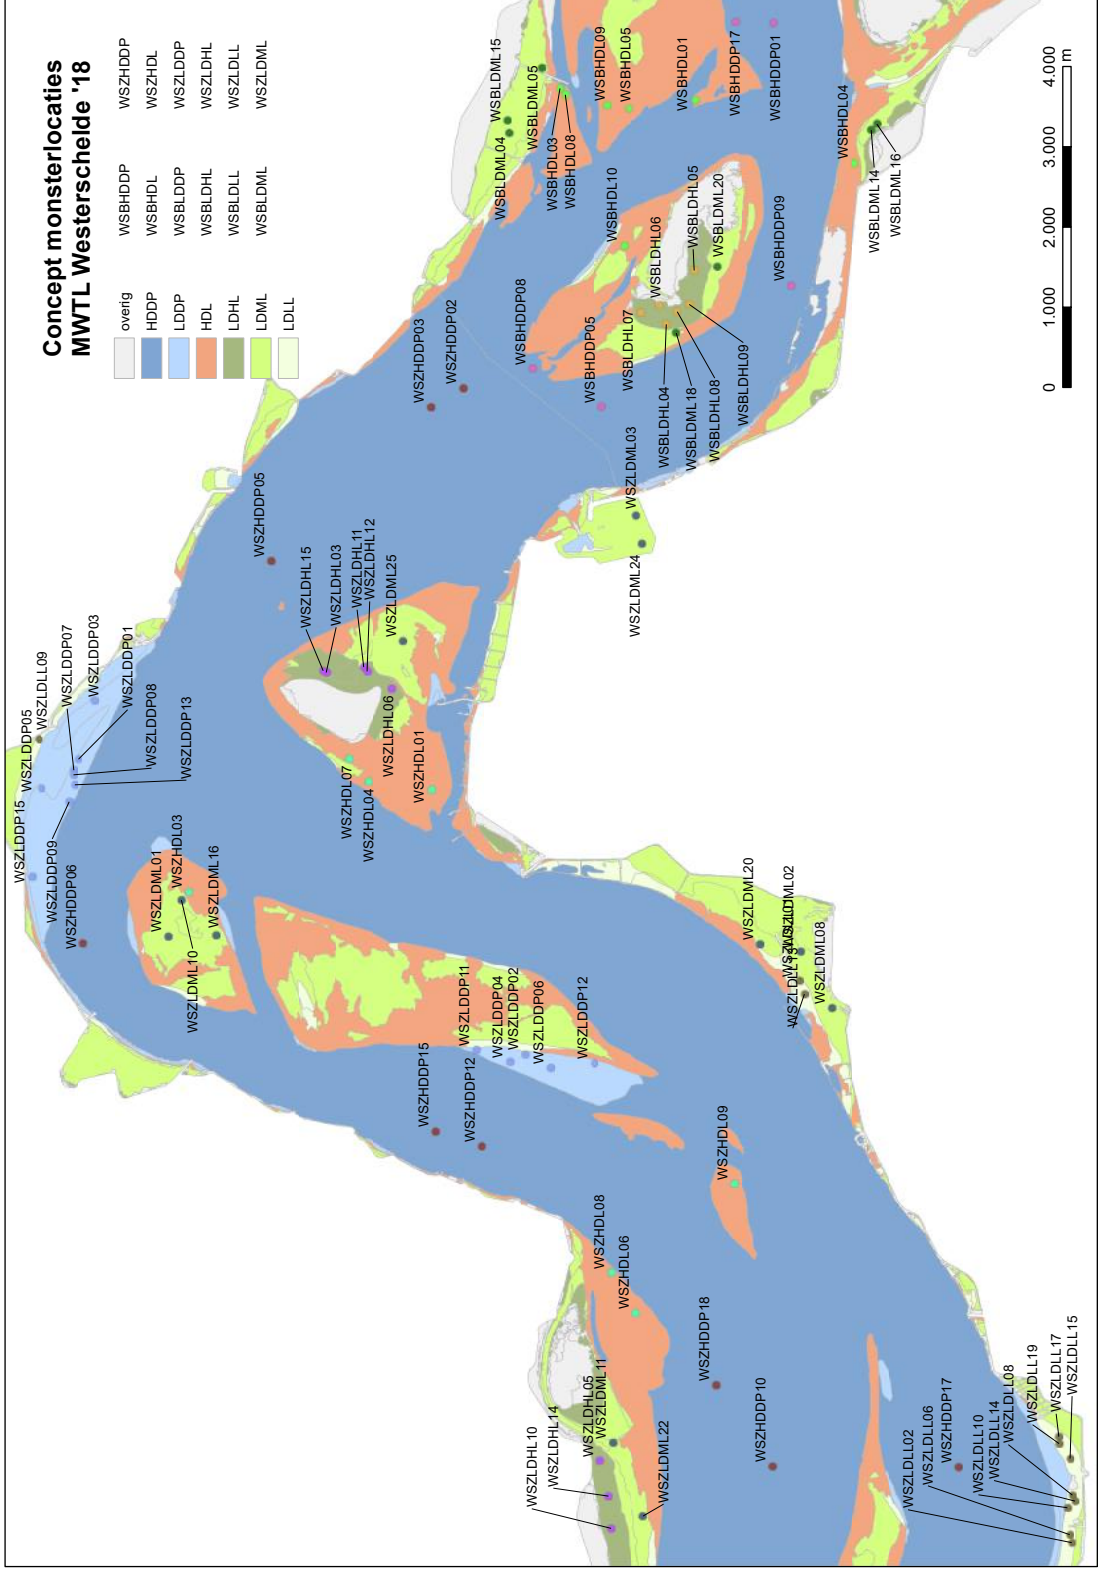 Concept monsterlocaties
MWTL Westerschelde '18
overig
HDDP
LDDP
HDL
LDHL
LDML
LDLL
WSBHDDP
WSBHDL
WSBLDDP
WSBLDHL
WSBLDLL
WSBLDML
WSZHDDP
WSZHDL
WSZLDDP
WSZLDHL
WSZLDLL
WSZLDML
WSZLDHL10
WSZLDHL14
WSZLDHL05
WSZLDML11
WSZLDML22
WSZHDL08
WSZHDL06
WSZHDDP18
WSZHDDP10
WSZHDL09
WSZLDLL02
WSZLDLL06
WSZHDDP17
WSZLDLL10
WSZLDLL14
WSZLDLL08
WSZLDLL19
WSZLDLL17
WSZLDLL15
WSZHDDP15
WSZHDDP12
WSZLDDP11
WSZLDDP04
WSZLDDP02
WSZLDDP06
WSZLDDP12
WSZLDDP15
WSZLDDP09
WSZHDDP06
WSZLDML01
WSZHDL03
WSZLDML16
WSZLDML10
WSZLDDP05
WSZLDLL09
WSZLDDP07
WSZLDDP03
WSZLDDP01
WSZLDDP08
WSZLDDP13
WSZLDML20
WSZLDML02
WSZLDLL13
WSZLDML08
WSZHDL07
WSZHDL04
WSZLDHL06
WSZHDL01
WSZLDHL15
WSZLDHL03
WSZLDHL11
WSZLDHL12
WSZLDML25
WSZHDDP05
WSZHDDP03
WSZHDDP02
WSZLDML03
WSZLDML24
WSBHDDP08
WSBHDDP05
WSBLDHL07
WSBLDHL04
WSBLDML18
WSBLDHL08
WSBLDHL09
WSBHDL10
WSBLDHL06
WSBLDHL05
WSBLDML20
WSBHDDP09
WSBLDML04
WSBLDML15
WSBLDML05
WSBHDL03
WSBHDL08
WSBHDL09
WSBHDL05
WSBHDL01
WSBHDDP17
WSBHDDP01
WSBHDL04
WSBLDML14
WSBLDML16
0
1.000
2.000
3.000
4.000
m